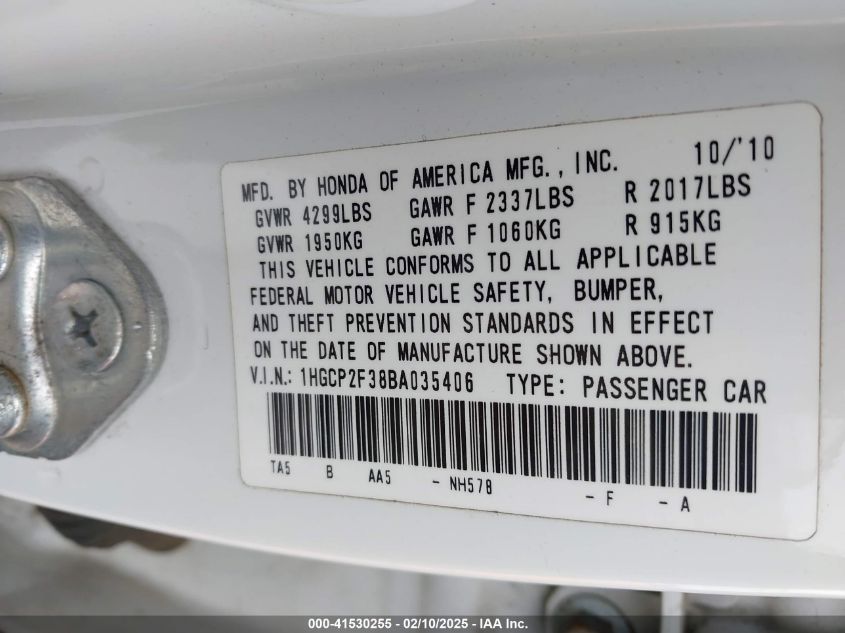 MFD. BY HONDA OF AMERICA MFG., INC. 10/'10
GVWR 4299LBS GAWR F 2337LBS R 2017LBS
GVWR 1950KG GAWR F 1060KG R 915KG
THIS VEHICLE CONFORMS TO ALL APPLICABLE
FEDERAL MOTOR VEHICLE SAFETY, BUMPER,
AND THEFT PREVENTION STANDARDS IN EFFECT
ON THE DATE OF MANUFACTURE SHOWN ABOVE.
V.I.N.: 1HGCP2F38BA035406 TYPE: PASSENGER CAR
TA5 B AA5 - NH578 - F - A
000-41530255 - 02/10/2025 - IAA Inc.